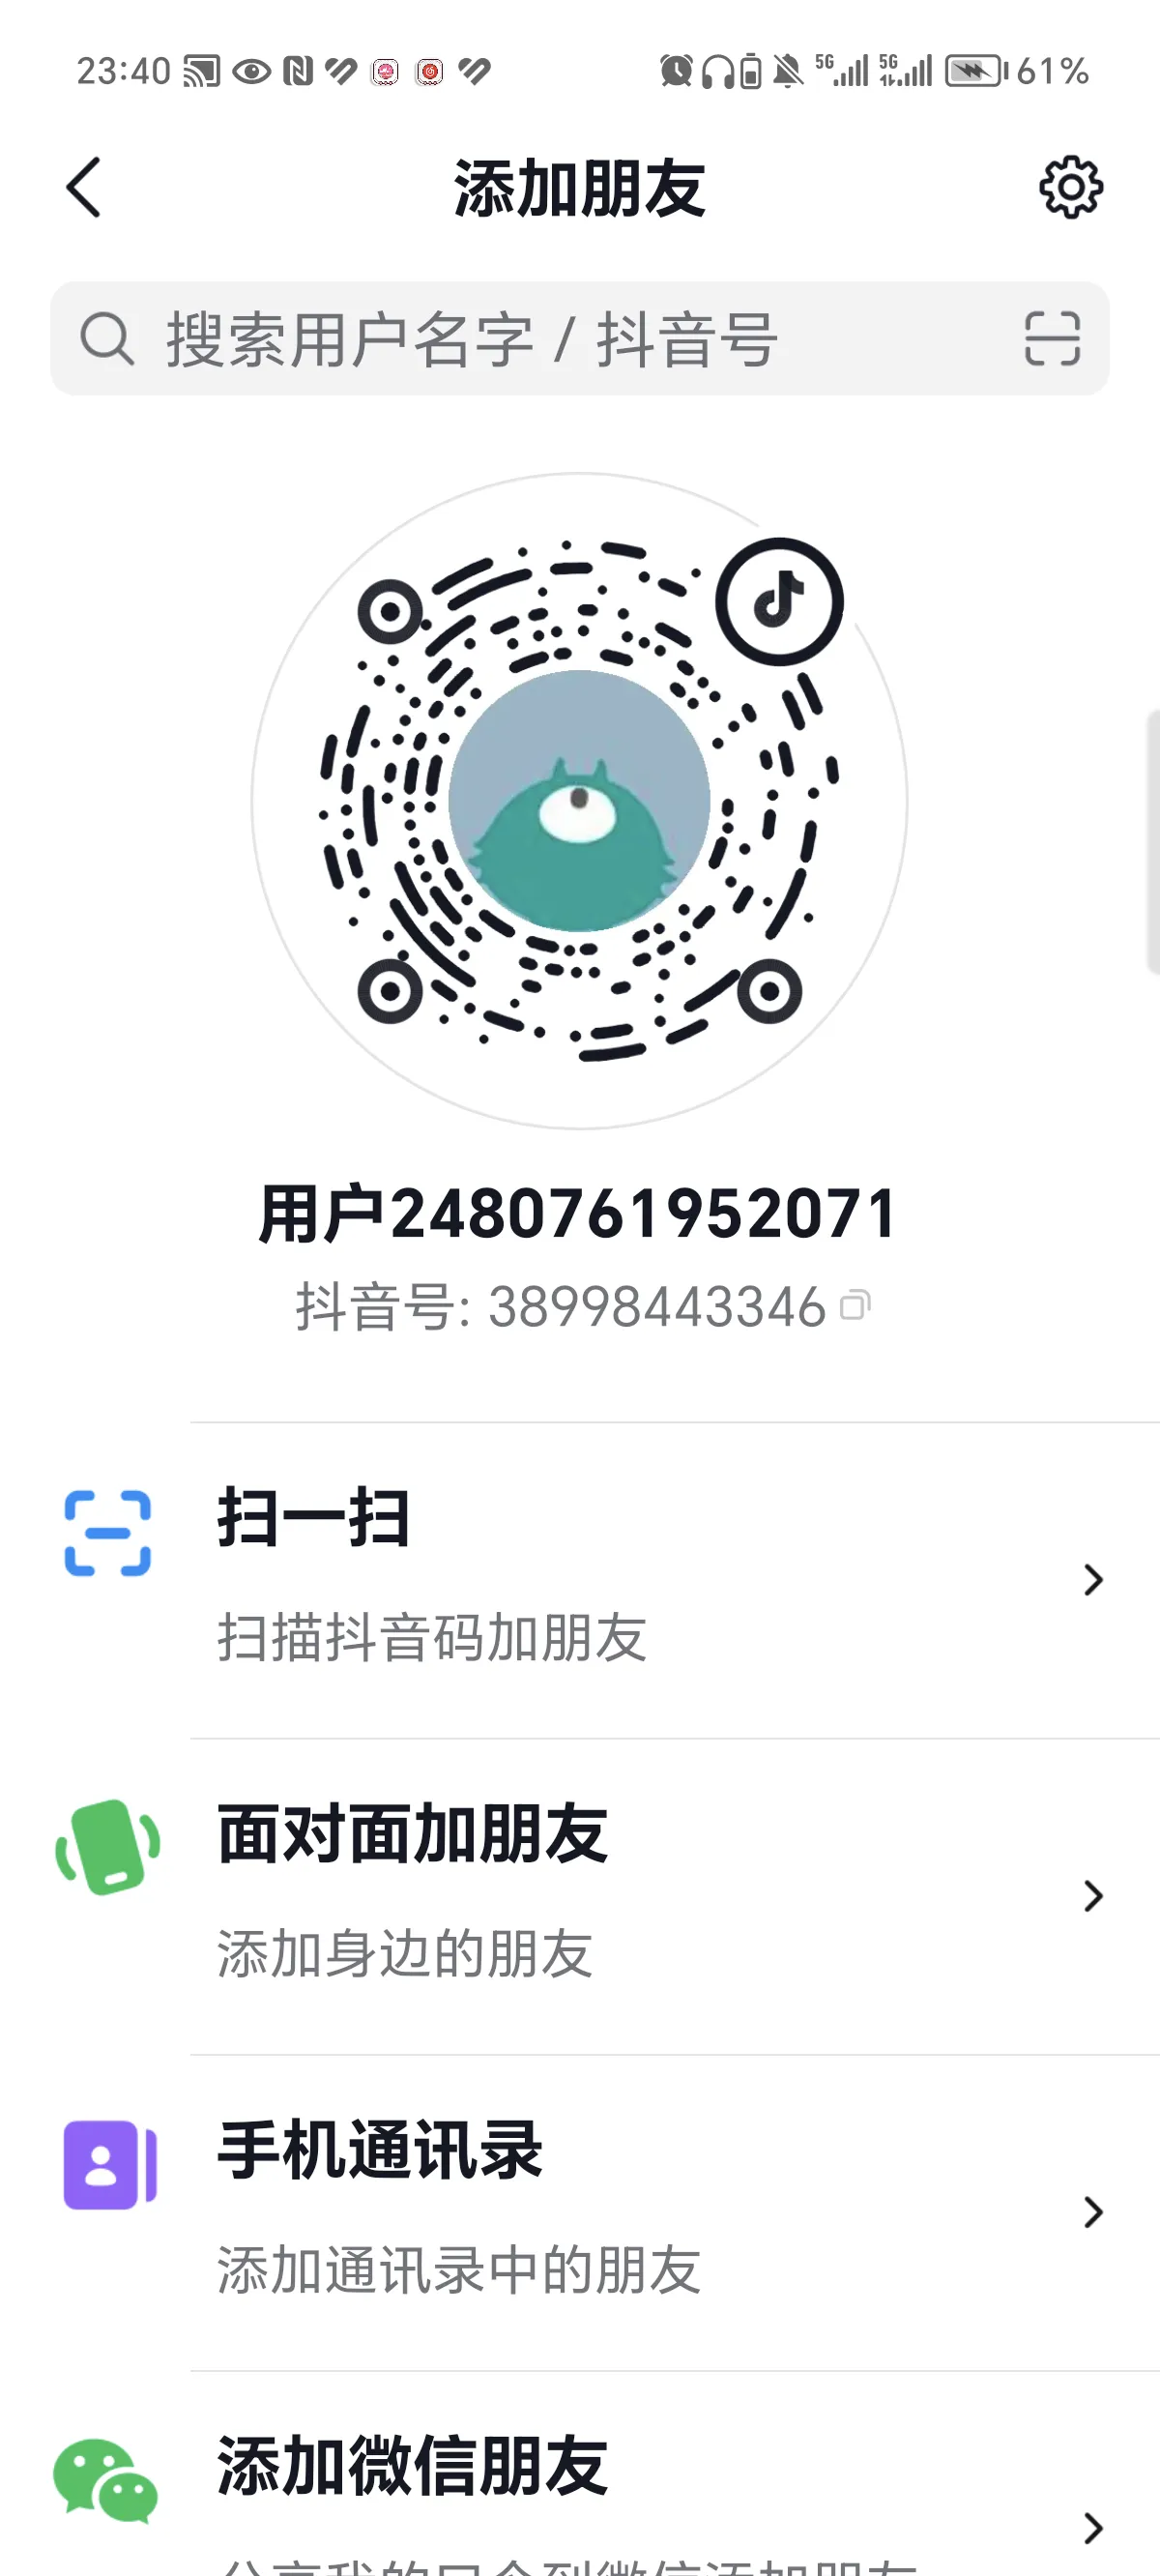 23:40 5G 5G 61%
添加朋友
搜索用户名字 / 抖音号
用户2480761952071
抖音号: 38998443346
扫一扫
扫描抖音码加朋友
面对面加朋友
添加身边的朋友
手机通讯录
添加通讯录中的朋友
添加微信朋友